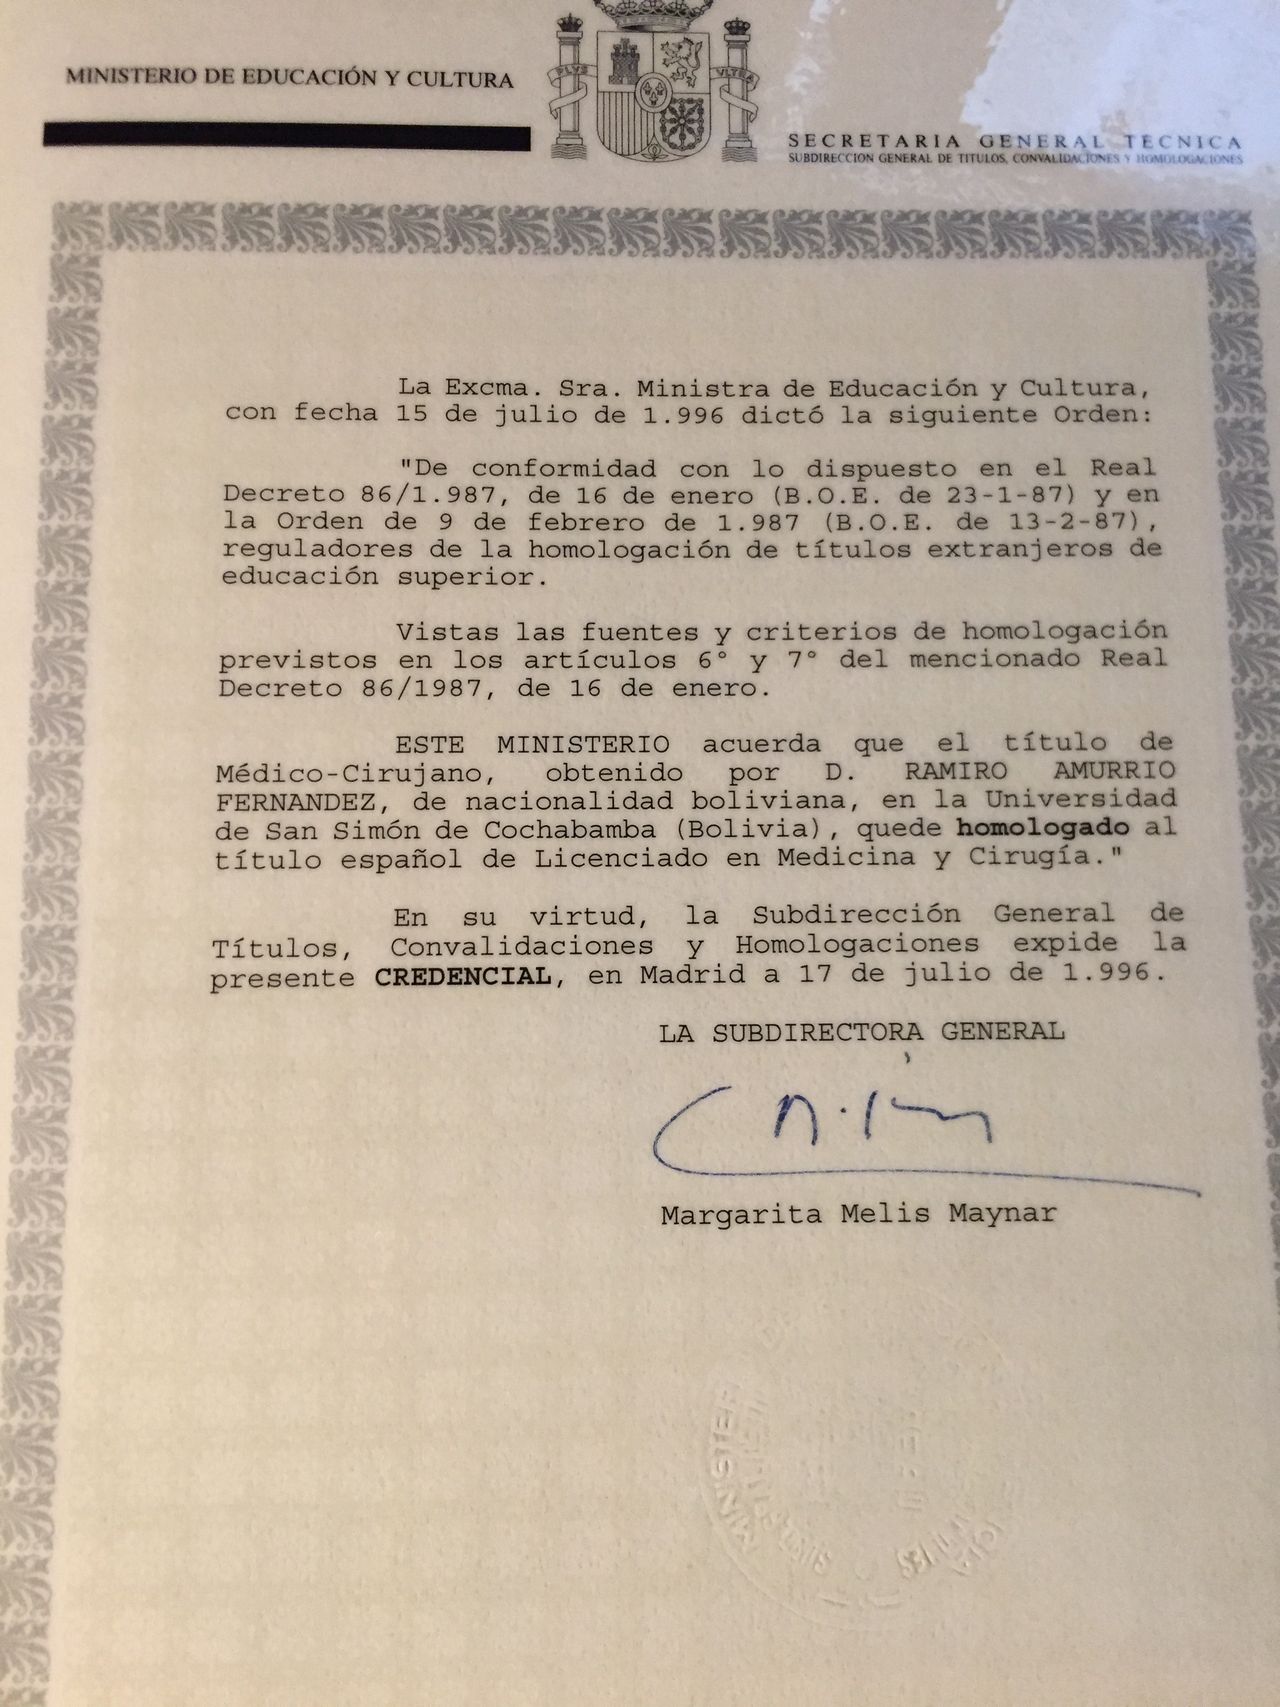 MINISTERIO DE EDUCACIÓN Y CULTURA
PLVS VLTRA
SECRETARIA GENERAL TECNICA
SUBDIRECCION GENERAL DE TITULOS, CONVALIDACIONES Y HOMOLOGACIONES
La Excma. Sra. Ministra de Educación y Cultura,
con fecha 15 de julio de 1.996 dictó la siguiente Orden:
"De conformidad con lo dispuesto en el Real
Decreto 86/1.987, de 16 de enero (B.O.E. de 23-1-87) y en
la Orden de 9 de febrero de 1.987 (B.O.E. de 13-2-87),
reguladores de la homologación de títulos extranjeros de
educación superior.
Vistas las fuentes y criterios de homologación
previstos en los artículos 6° y 7° del mencionado Real
Decreto 86/1987, de 16 de enero.
ESTE MINISTERIO acuerda que el título de
Médico-Cirujano, obtenido por D. RAMIRO AMURRIO
FERNANDEZ, de nacionalidad boliviana, en la Universidad
de San Simón de Cochabamba (Bolivia), quede homologado al
título español de Licenciado en Medicina y Cirugía."
En su virtud, la Subdirección General de
Títulos, Convalidaciones y Homologaciones expide la
presente CREDENCIAL, en Madrid a 17 de julio de 1.996.
LA SUBDIRECTORA GENERAL
Margarita Melis Maynar